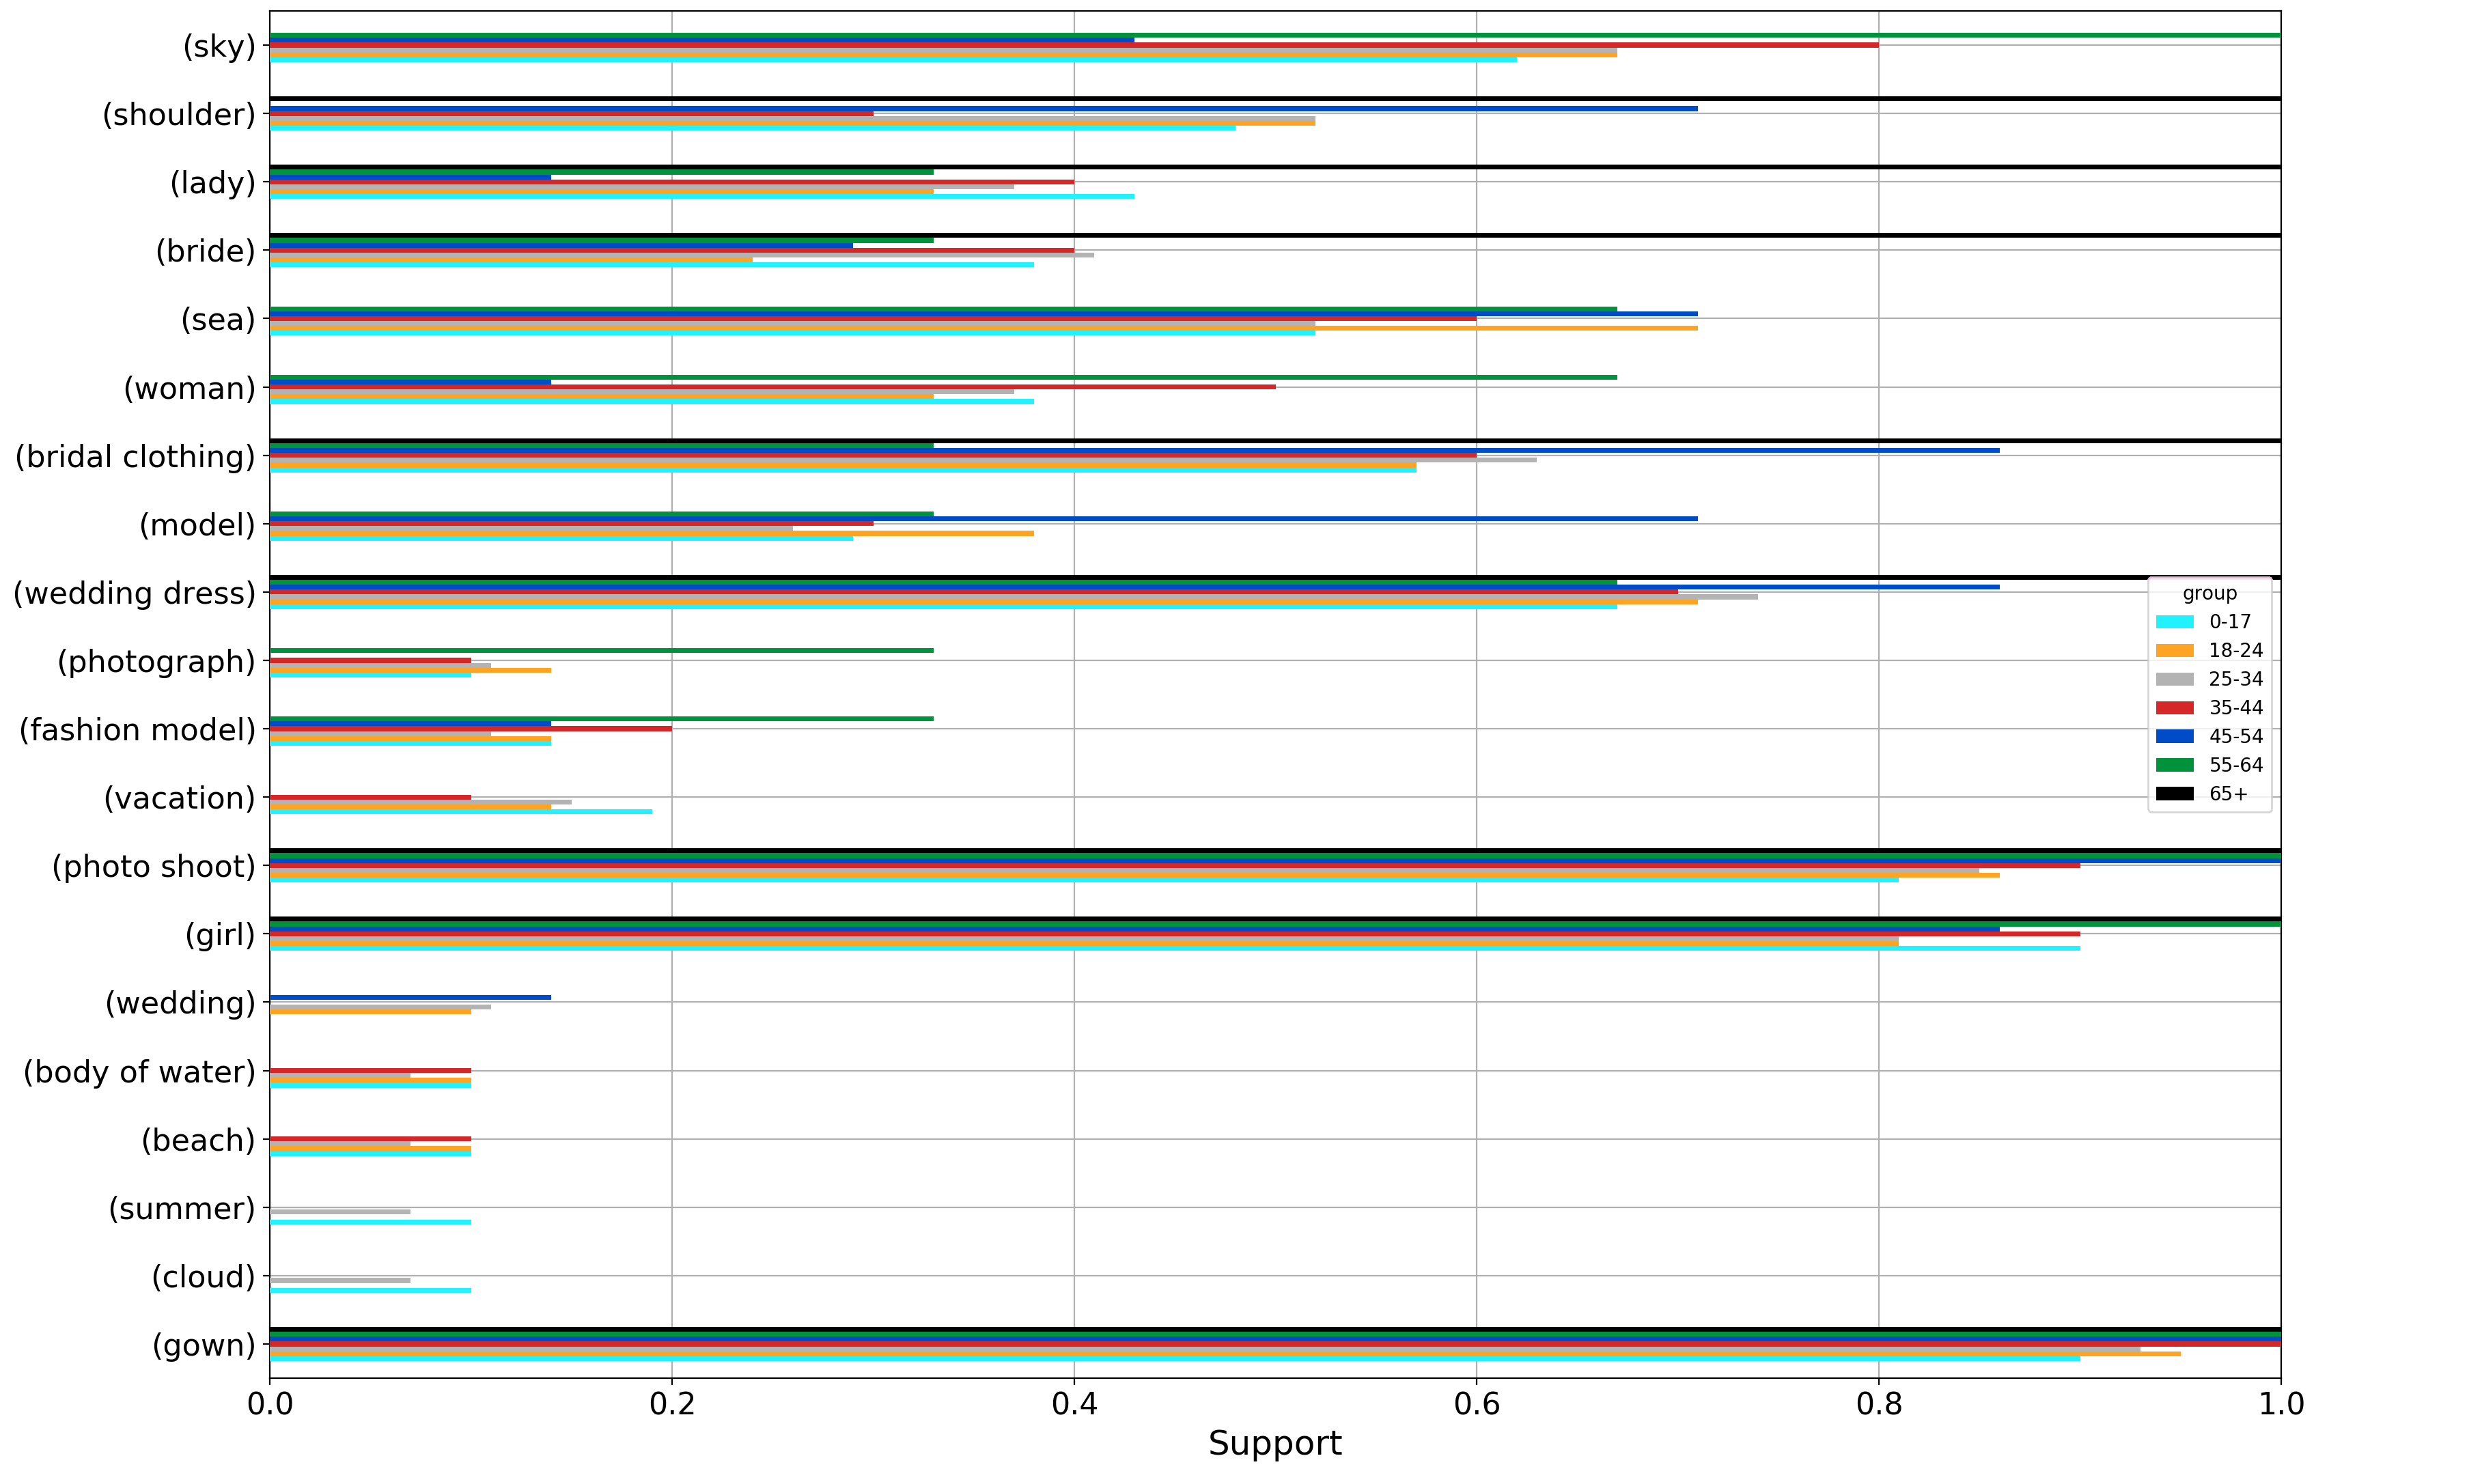 (sky)
(shoulder)
(lady)
(bride)
(sea)
(woman)
(bridal clothing)
(model)
(wedding dress)
(photograph)
(fashion model)
(vacation)
(photo shoot)
(girl)
(wedding)
(body of water)
(beach)
(summer)
(cloud)
(gown)
group
0-17
18-24
25-34
35-44
45-54
55-64
65+
0.0 0.2 0.4 0.6 0.8 1.0
Support